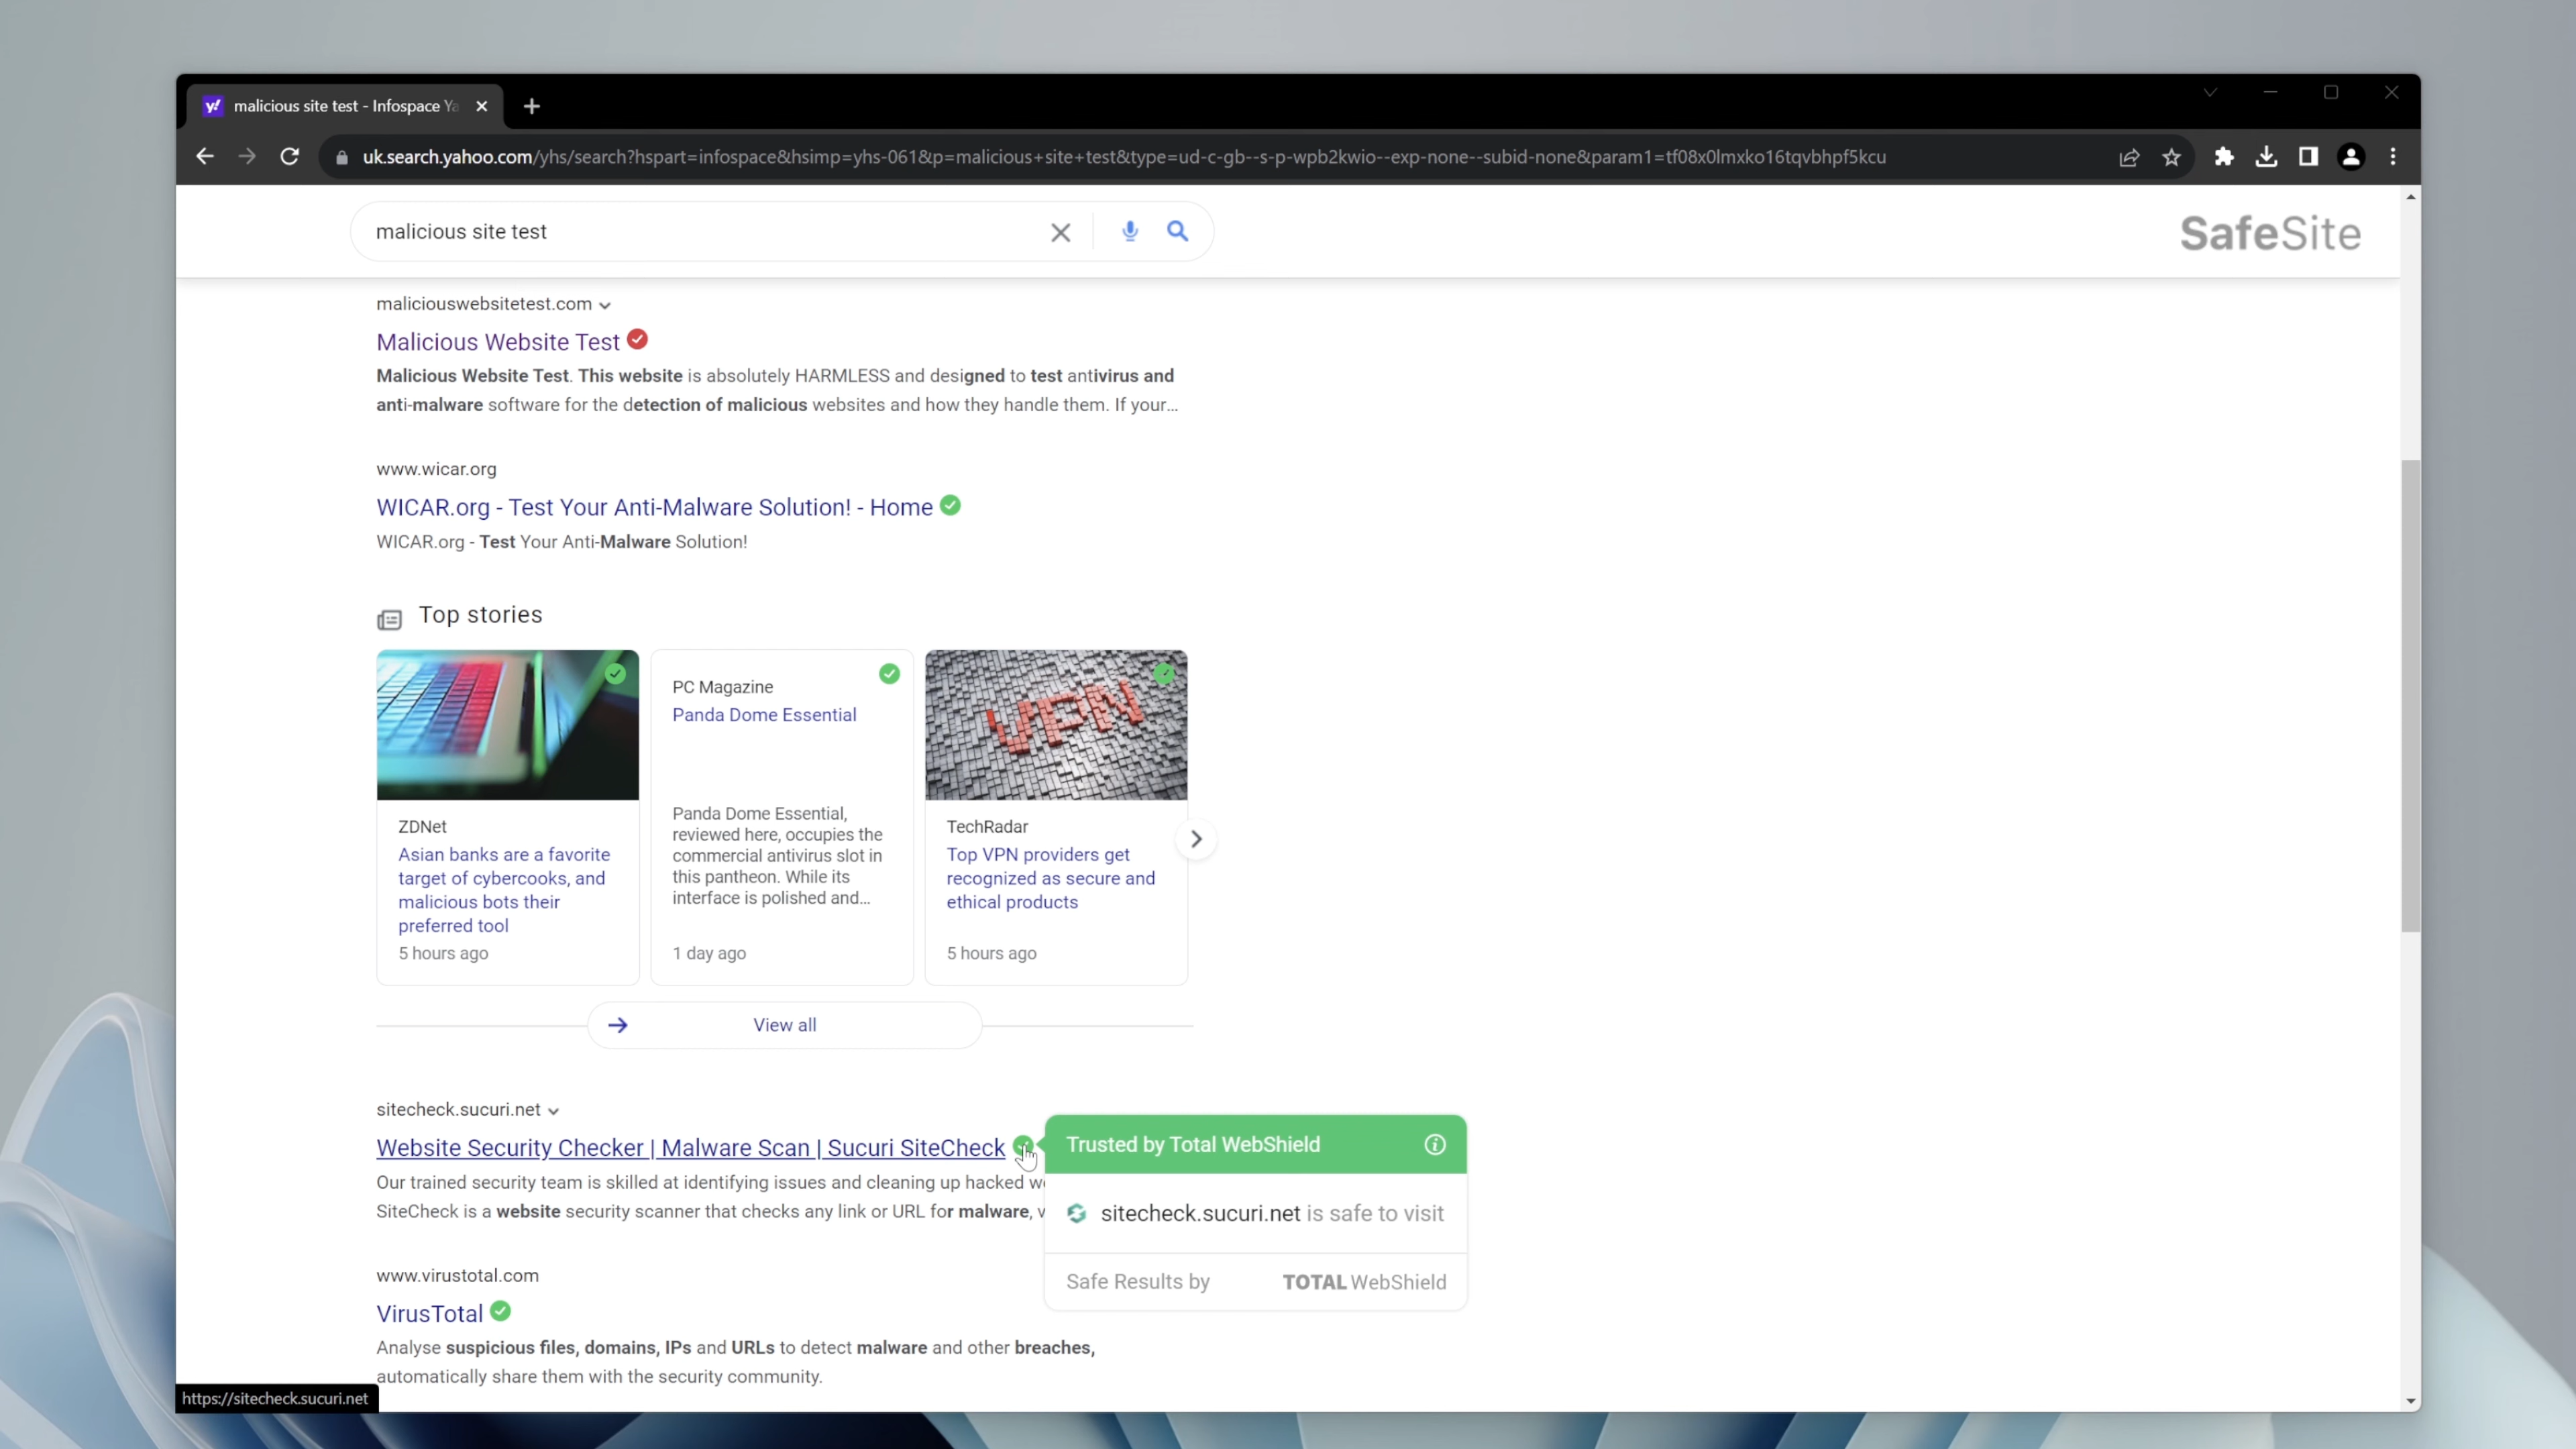 malicious site test - Infospace Ya
uk.search.yahoo.com/yhs/search?hspart=infospace&hsimp=yhs-061&p=malicious+site+test&type=ud-c-gb--s-p-wpb2kwio--exp-none--subid-none&param1=tf08x0lmxko16tqvbhpf5kcu
malicious site test
SafeSite
maliciouswebsitetest.com
Malicious Website Test
Malicious Website Test. This website is absolutely HARMLESS and designed to test antivirus and
anti-malware software for the detection of malicious websites and how they handle them. If your...
www.wicar.org
WICAR.org - Test Your Anti-Malware Solution! - Home
WICAR.org - Test Your Anti-Malware Solution!
Top stories
ZDNet
Asian banks are a favorite
target of cybercooks, and
malicious bots their
preferred tool
5 hours ago
PC Magazine
Panda Dome Essential
Panda Dome Essential,
reviewed here, occupies the
commercial antivirus slot in
this pantheon. While its
interface is polished and...
1 day ago
VPN
TechRadar
Top VPN providers get
recognized as secure and
ethical products
5 hours ago
View all
sitecheck.sucuri.net
Website Security Checker | Malware Scan | Sucuri SiteCheck
Our trained security team is skilled at identifying issues and cleaning up hacked
SiteCheck is a website security scanner that checks any link or URL for malware,
Trusted by Total WebShield
sitecheck.sucuri.net is safe to visit
Safe Results by TOTAL WebShield
www.virustotal.com
VirusTotal
Analyse suspicious files, domains, IPs and URLs to detect malware and other breaches,
automatically share them with the security community.
https://sitecheck.sucuri.net